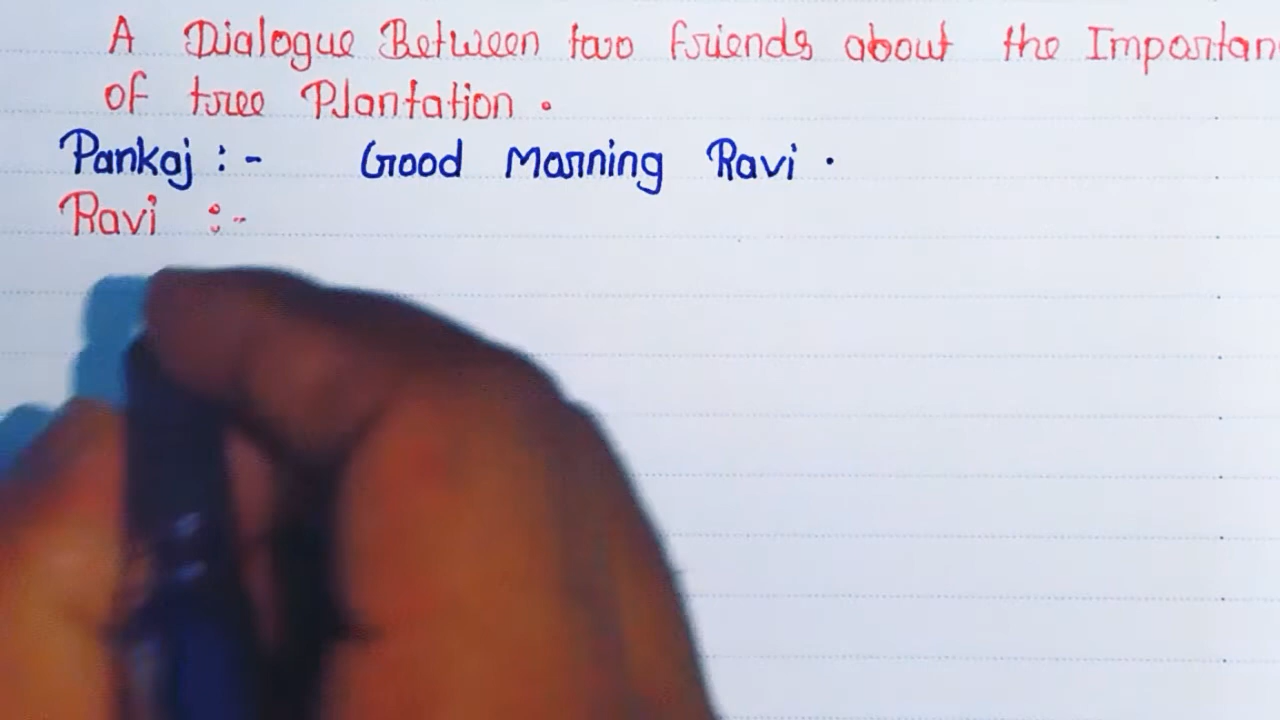 A Dialogue Between two friends about the Importan
of tree Plantation .
Pankaj :- Good Morning Ravi .
Ravi :-